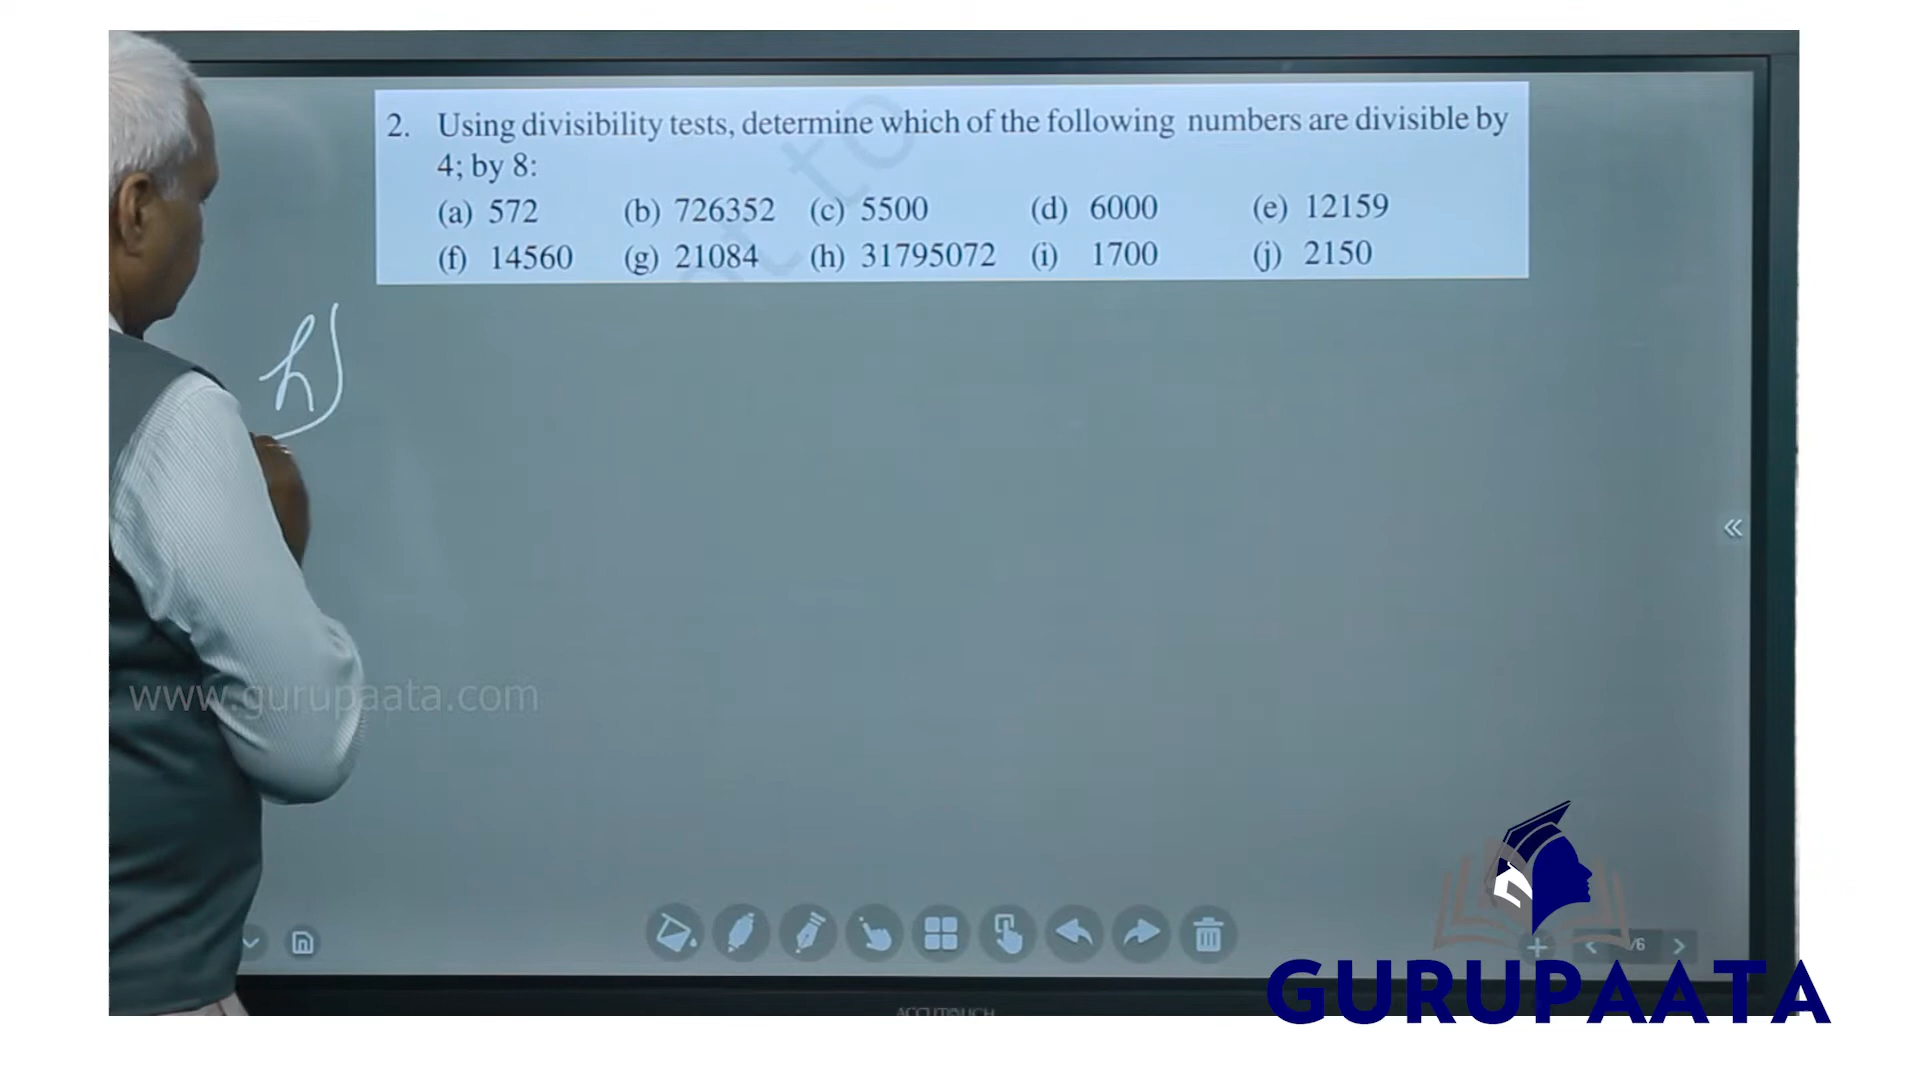 2. Using divisibility tests, determine which of the following numbers are divisible by
4; by 8:
(a) 572 (b) 726352 (c) 5500 (d) 6000 (e) 12159
(f) 14560 (g) 21084 (h) 31795072 (i) 1700 (j) 2150
h)
www.gurupaata.com
/6
GURUPAATA